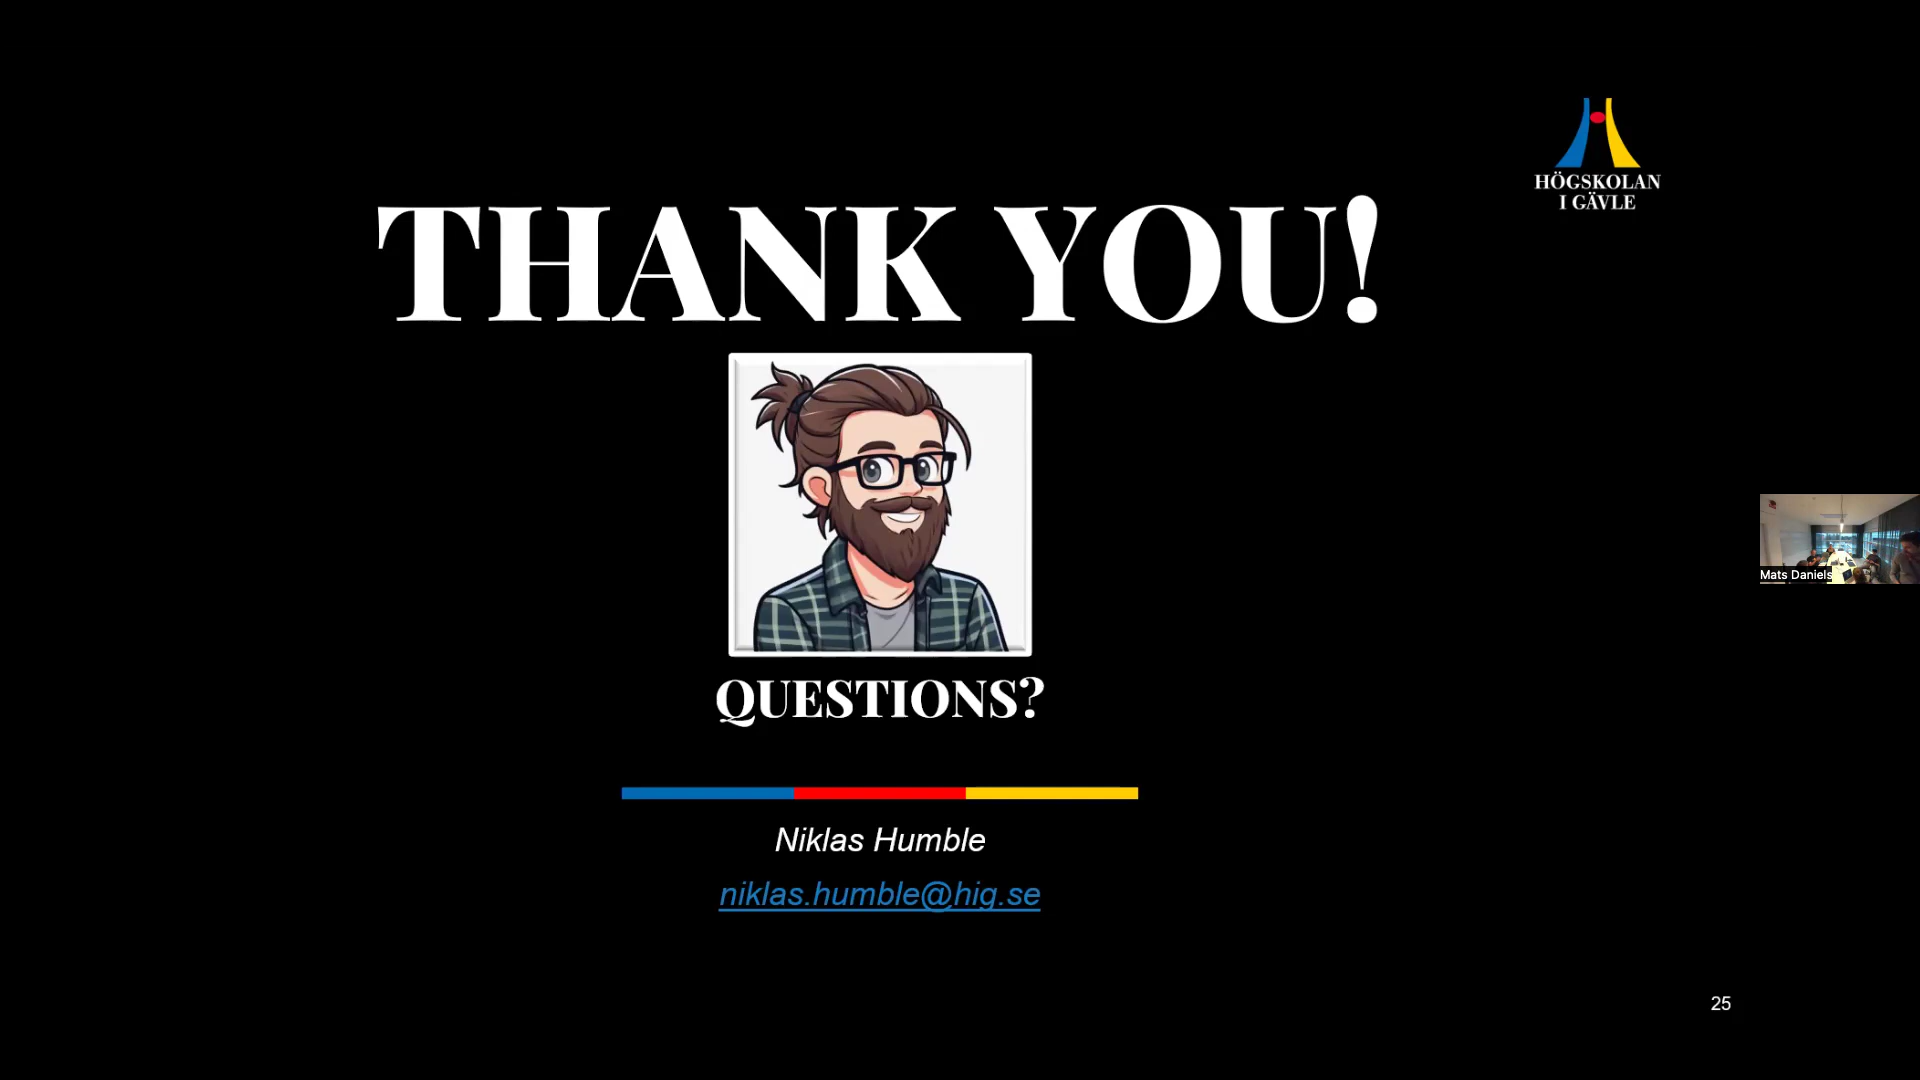 HÖGSKOLAN
I GÄVLE
THANK YOU!
QUESTIONS?
Mats Daniels
Niklas Humble
niklas.humble@hig.se
25